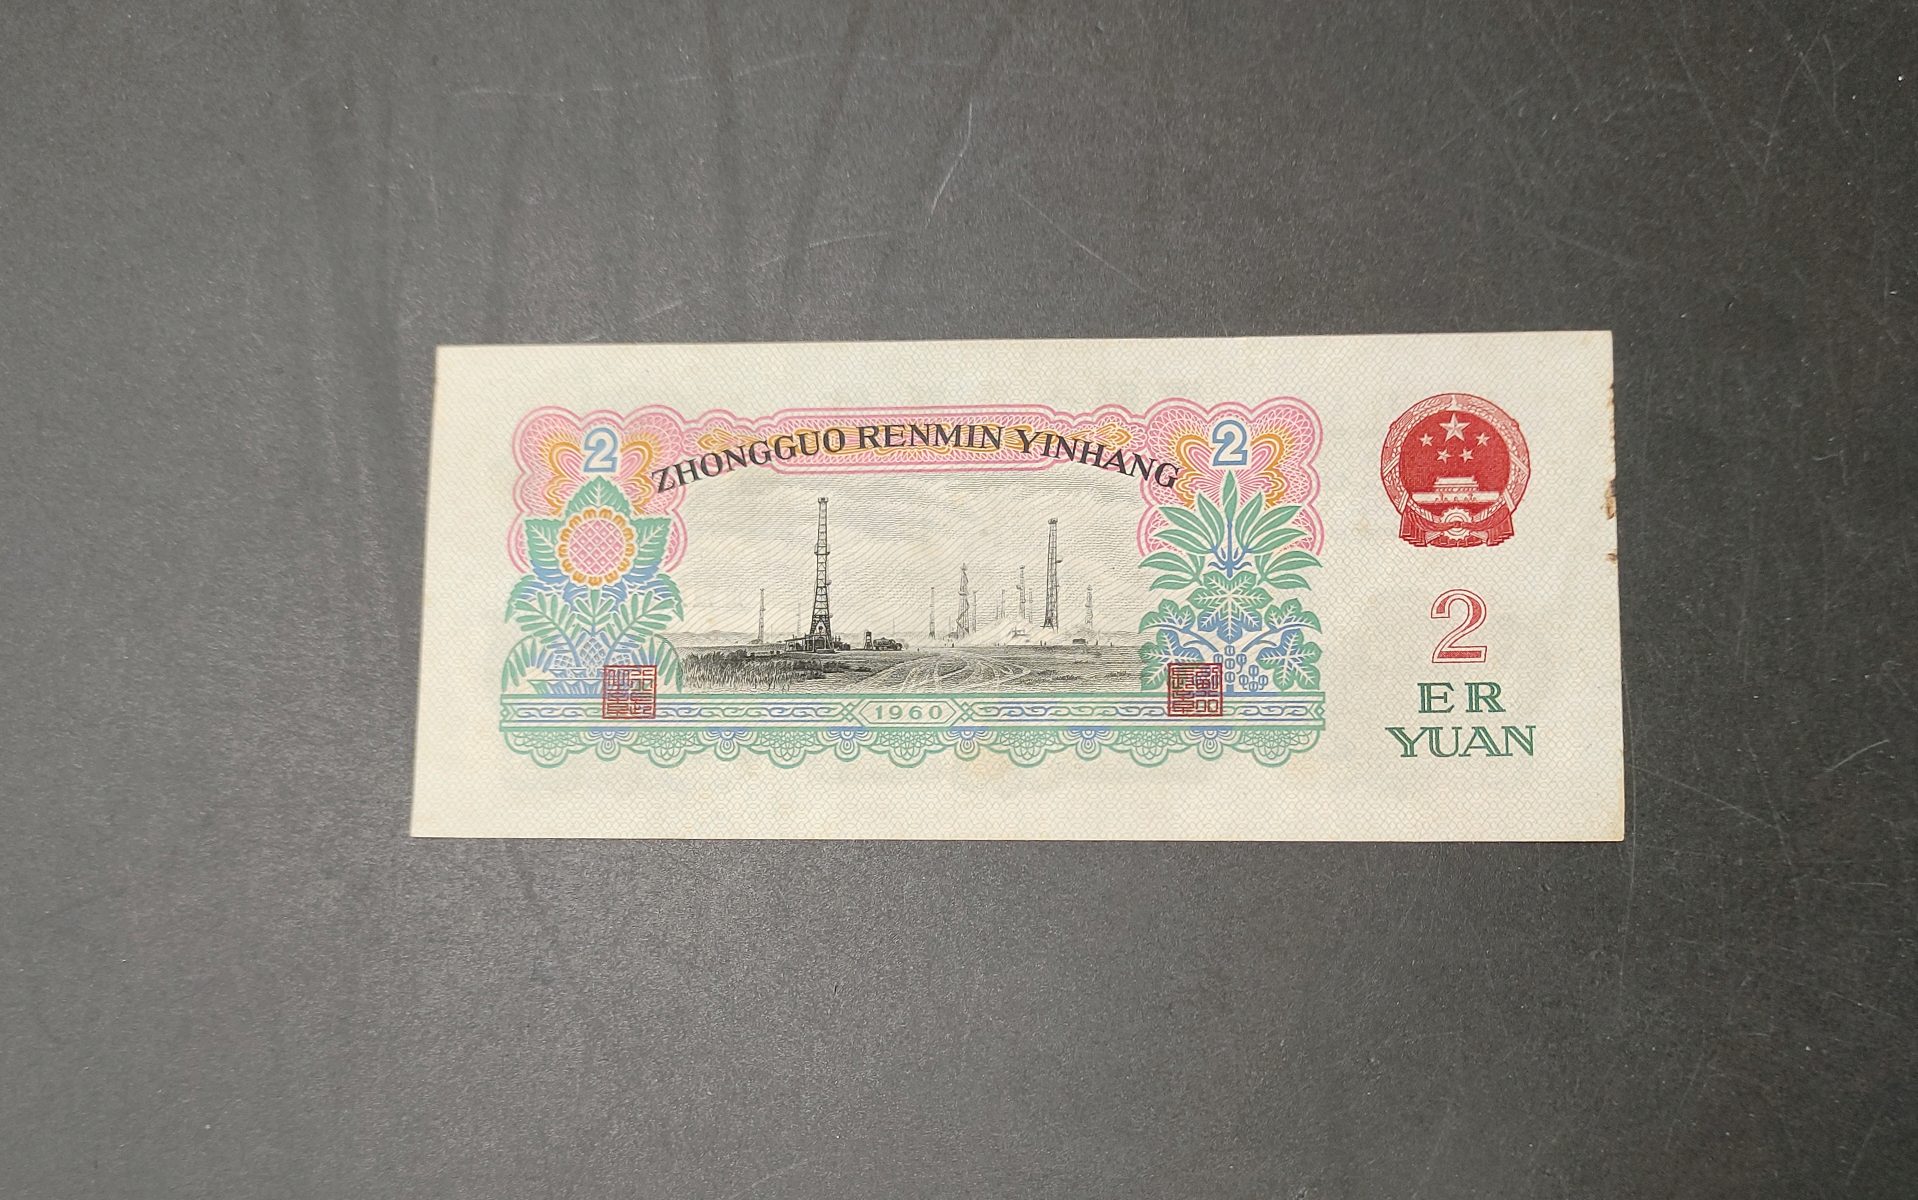 2
ZHONGGUO RENMIN YINHANG
2
1960
2
ER
YUAN